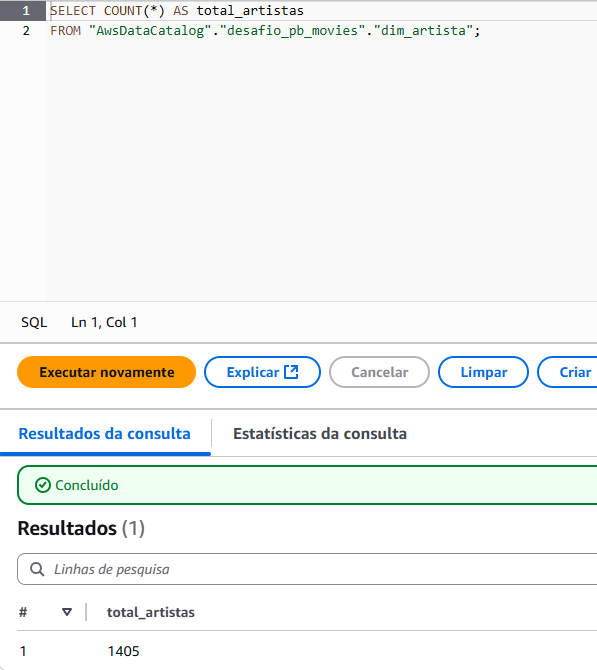 1 SELECT COUNT(*) AS total_artistas
2 FROM "AwsDataCatalog"."desafio_pb_movies"."dim_artista";
SQL Ln 1, Col 1
Executar novamente Explicar Cancelar Limpar Criar
Resultados da consulta Estatísticas da consulta
Concluído
Resultados (1)
Linhas de pesquisa
# total_artistas
1 1405